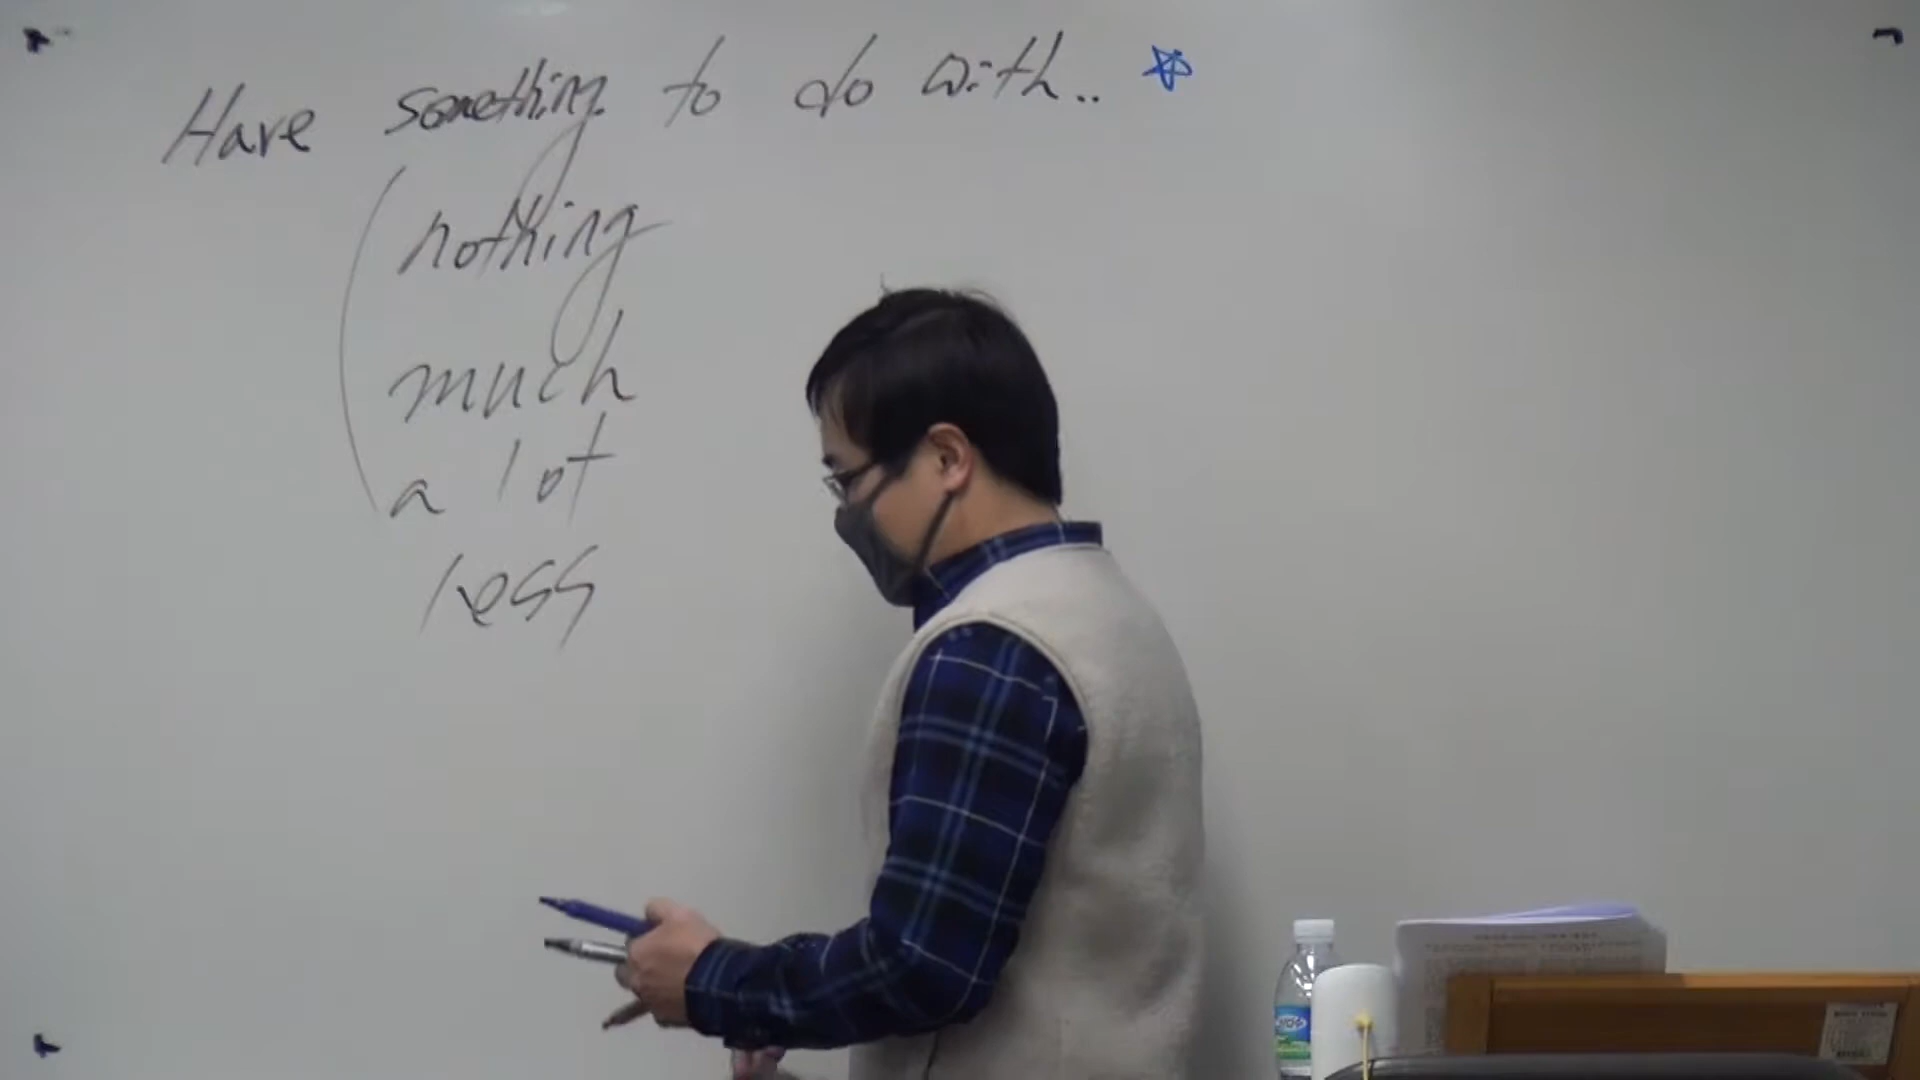 Have something to do with..
nothing
much
a lot
less